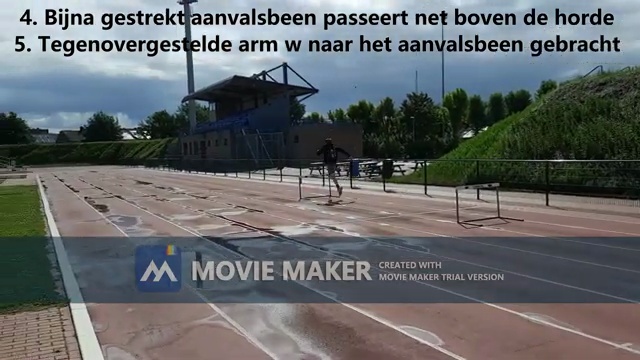 4. Bijna gestrekt aanvalsbeen passeert net boven de horde
5. Tegenovergestelde arm w naar het aanvalsbeen gebracht
MOVIE MAKER
CREATED WITH
MOVIE MAKER TRIAL VERSION